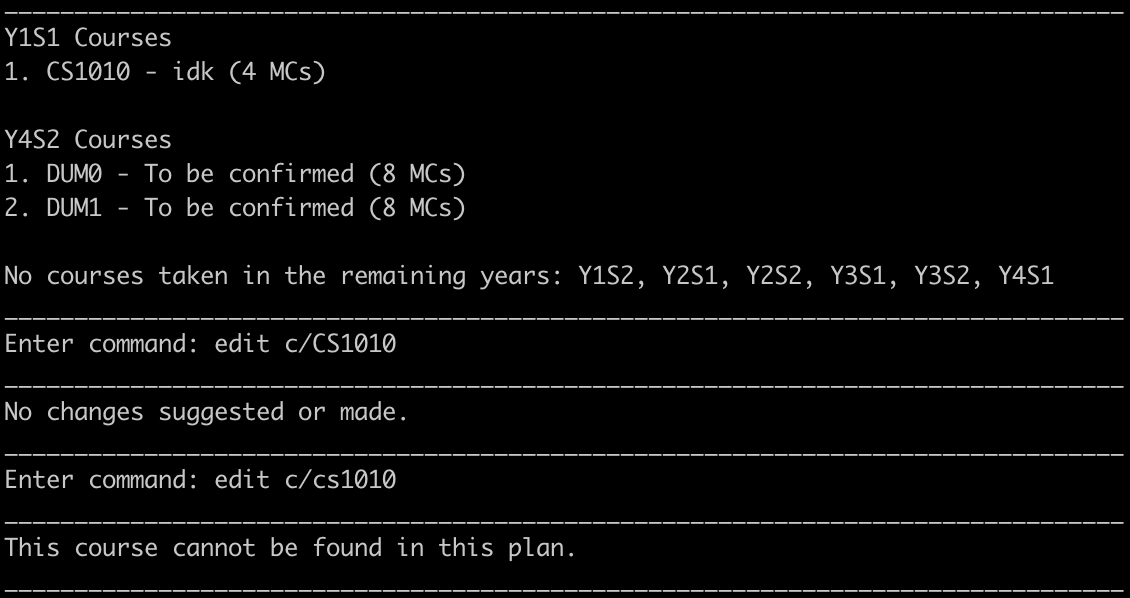 Y1S1 Courses
1. CS1010 - idk (4 MCs)
Y4S2 Courses
1. DUM0 - To be confirmed (8 MCs)
2. DUM1 - To be confirmed (8 MCs)
No courses taken in the remaining years: Y1S2, Y2S1, Y2S2, Y3S1, Y3S2, Y4S1
Enter command: edit c/CS1010
No changes suggested or made.
Enter command: edit c/cs1010
This course cannot be found in this plan.